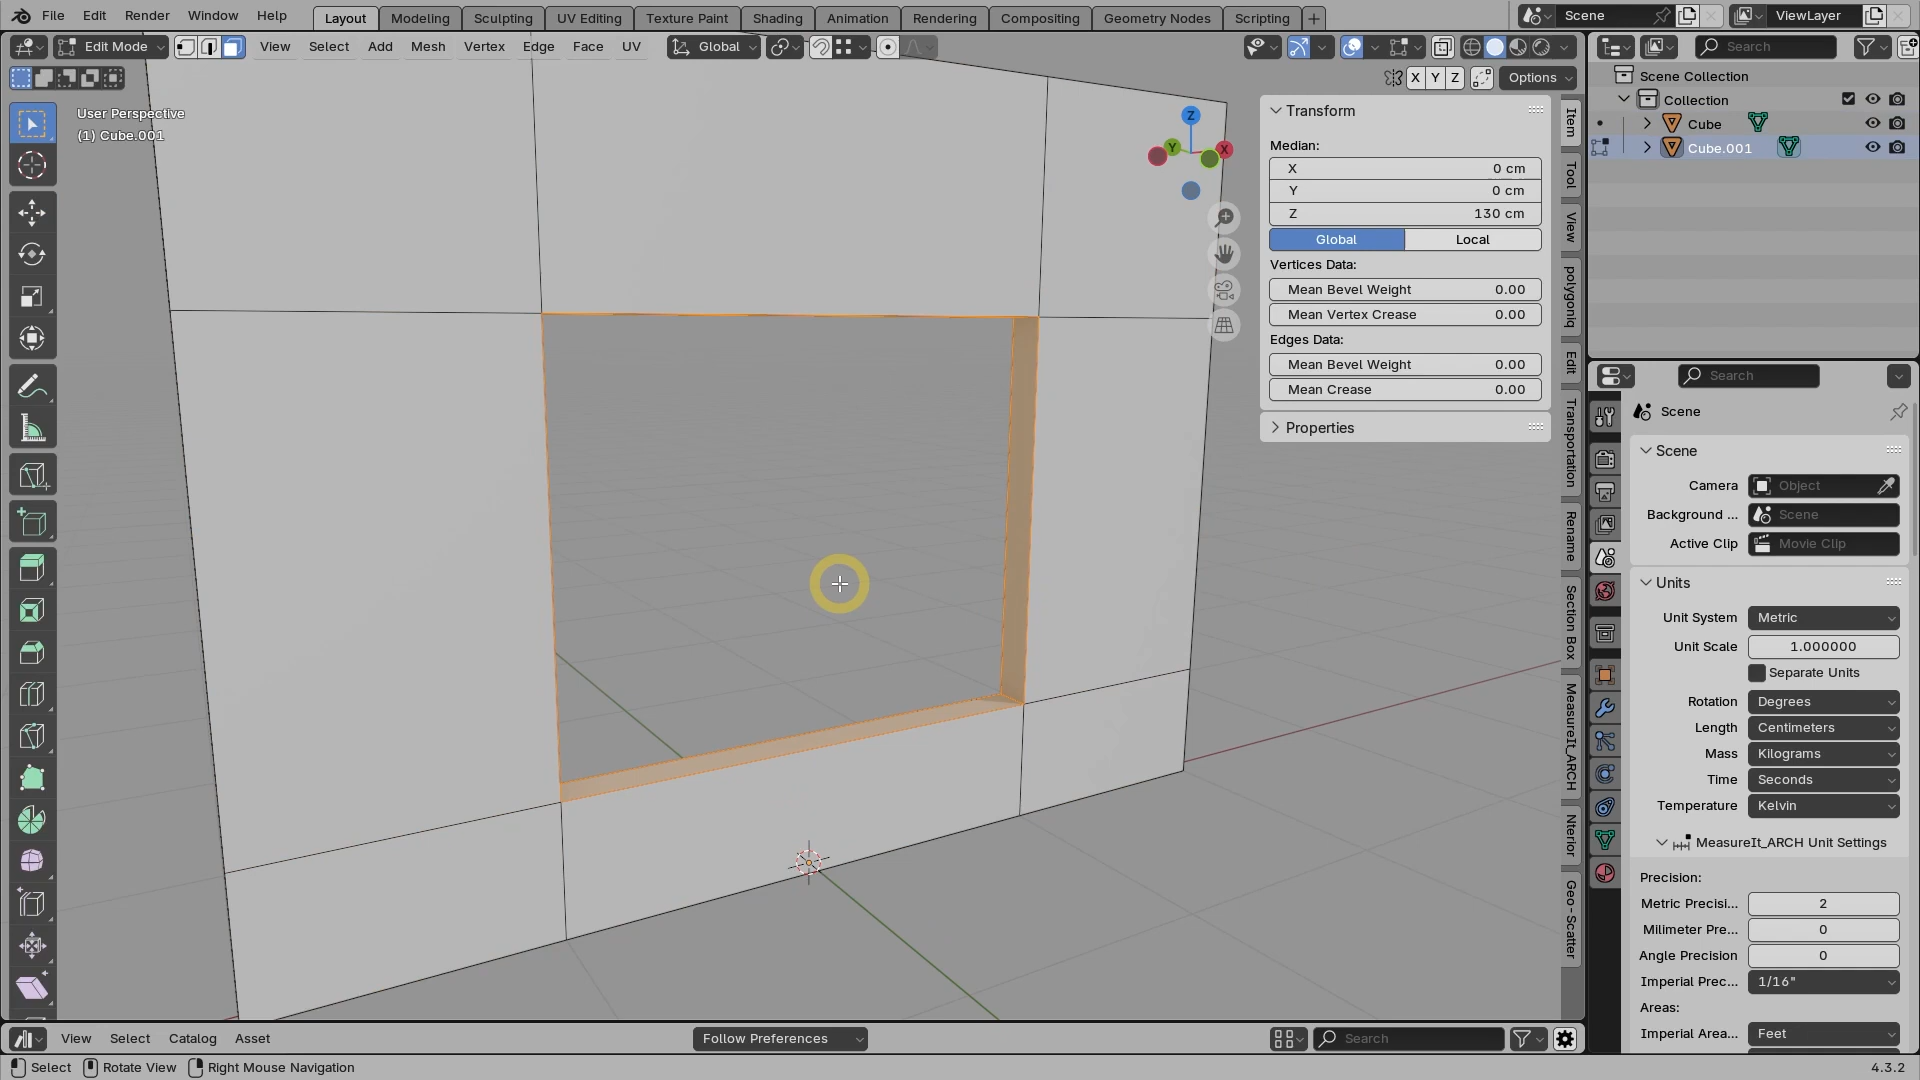 File Edit Render Window Help
Layout Modeling Sculpting UV Editing Texture Paint Shading Animation Rendering Compositing Geometry Nodes Scripting +
Scene
ViewLayer
Edit Mode View Select Add Mesh Vertex Edge Face UV Global
X Y Z Options
User Perspective
(1) Cube.001
Z
Y
X
Transform
Median:
X 0 cm
Y 0 cm
Z 130 cm
Global Local
Vertices Data:
Mean Bevel Weight 0.00
Mean Vertex Crease 0.00
Edges Data:
Mean Bevel Weight 0.00
Mean Crease 0.00
Properties
Item
Tool
View
polygoniq
Edit
Transportation
Rename
Section Box
MeasureIt_ARCH
Nterior
Geo-Scatter
Search
Scene Collection
Collection
Cube
Cube.001
Search
Scene
Scene
Camera Object
Background ... Scene
Active Clip Movie Clip
Units
Unit System Metric
Unit Scale 1.000000
Separate Units
Rotation Degrees
Length Centimeters
Mass Kilograms
Time Seconds
Temperature Kelvin
MeasureIt_ARCH Unit Settings
Precision:
Metric Precisi... 2
Milimeter Pre... 0
Angle Precision 0
Imperial Prec... 1/16"
Areas:
Imperial Area... Feet
View Select Catalog Asset
Follow Preferences
Search
Select Rotate View Right Mouse Navigation
4.3.2